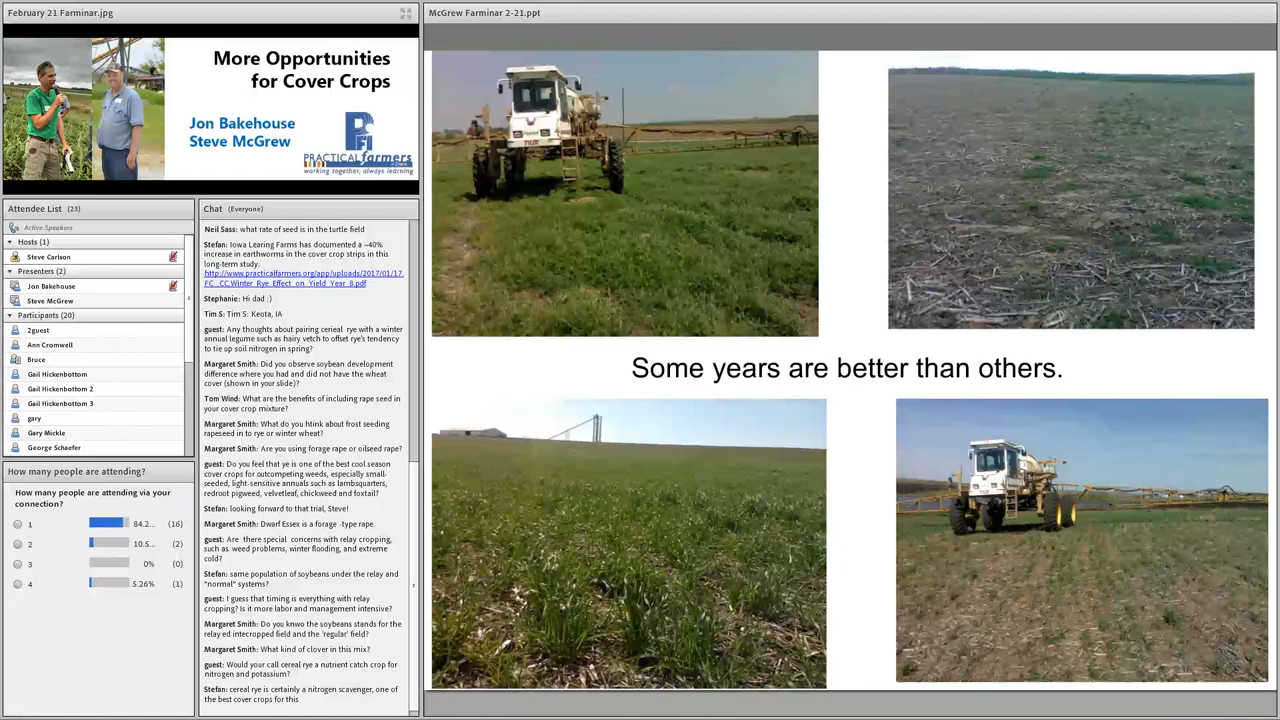 February 21 Farminar.jpg
More Opportunities
for Cover Crops
Jon Bakehouse
Steve McGrew
PFI
PRACTICAL farmers
working together, always learning
Attendee List (23)
Active Speakers
Hosts (1)
Steve Carlson
Presenters (2)
Jon Bakehouse
Steve McGrew
Participants (20)
2guest
Ann Cromwell
Bruce
Gail Hickenbottom
Gail Hickenbottom 2
Gail Hickenbottom 3
gary
Gary Mickle
George Schaefer
How many people are attending?
How many people are attending via your
connection?
1 84.2... (16)
2 10.5... (2)
3 0% (0)
4 5.26% (1)
Chat (Everyone)
Neil Sass: what rate of seed is in the turtle field
Stefan: Iowa Learing Farms has documented a ~40%
increase in earthworms in the cover crop strips in this
long-term study:
http://www.practicalfarmers.org/app/uploads/2017/01/17.
FC_.CC.Winter_Rye_Effect_on_Yield_Year_8.pdf
Stephanie: Hi dad :)
Tim S: Tim S: Keota, IA
guest: Any thoughts about pairing cerieal rye with a winter
annual legume such as hairy vetch to offset rye's tendency
to tie up soil nitrogen in spring?
Margaret Smith: Did you observe soybean development
difference where you had and did not have the wheat
cover (shown in your slide)?
Tom Wind: What are the benefits of including rape seed in
your cover crop mixture?
Margaret Smith: What do you htink about frost seeding
rapeseed in to rye or winter wheat?
Margaret Smith: Are you using forage rape or oilseed rape?
guest: Do you feel that ye is one of the best cool season
cover crops for outcompeting weeds, especially small-
seeded, light-sensitive annuals such as lambsquarters,
redroot pigweed, velvetleaf, chickweed and foxtail?
Stefan: looking forward to that trial, Steve!
Margaret Smith: Dwarf Essex is a forage -type rape.
guest: Are there special concerns with relay cropping,
such as. weed problems, winter flooding, and extreme
cold?
Stefan: same population of soybeans under the relay and
"normal" systems?
guest: I guess that timing is everything with relay
cropping? Is it more labor and management intensive?
Margaret Smith: Do you knwo the soybeans stands for the
relay ed intecropped field and the 'regular' field?
Margaret Smith: What kind of clover in this mix?
guest: Would your call cereal rye a nutrient catch crop for
nitrogen and potassium?
Stefan: cereal rye is certainly a nitrogen scavenger, one of
the best cover crops for this
McGrew Farminar 2-21.ppt
Some years are better than others.